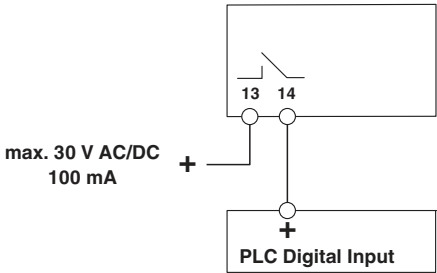 13 14
max. 30 V AC/DC
100 mA
+
+
PLC Digital Input